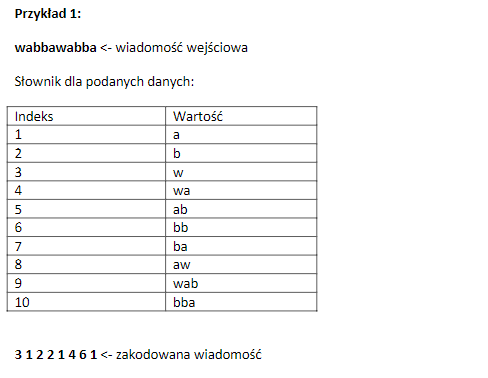 Przykład 1:
wabbawabba <- wiadomość wejściowa
Słownik dla podanych danych:
Indeks Wartość
1 a
2 b
3 w
4 wa
5 ab
6 bb
7 ba
8 aw
9 wab
10 bba
3 1 2 2 1 4 6 1 <- zakodowana wiadomość